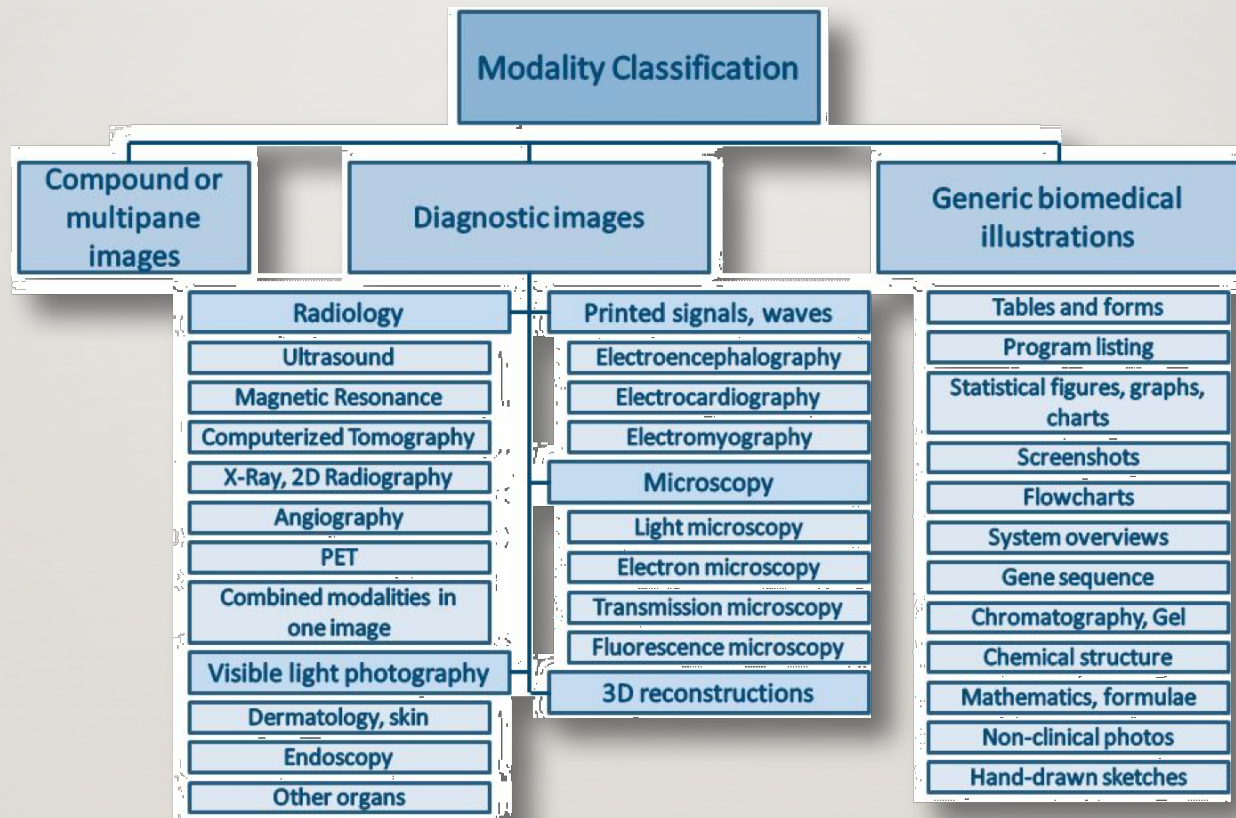 Modality Classification
Compound or
multipane
images
Diagnostic images
Generic biomedical
illustrations
Radiology
Ultrasound
Magnetic Resonance
Computerized Tomography
X-Ray, 2D Radiography
Angiography
PET
Combined modalities in
one image
Visible light photography
Dermatology, skin
Endoscopy
Other organs
Printed signals, waves
Electroencephalography
Electrocardiography
Electromyography
Microscopy
Light microscopy
Electron microscopy
Transmission microscopy
Fluorescence microscopy
3D reconstructions
Tables and forms
Program listing
Statistical figures, graphs,
charts
Screenshots
Flowcharts
System overviews
Gene sequence
Chromatography, Gel
Chemical structure
Mathematics, formulae
Non-clinical photos
Hand-drawn sketches